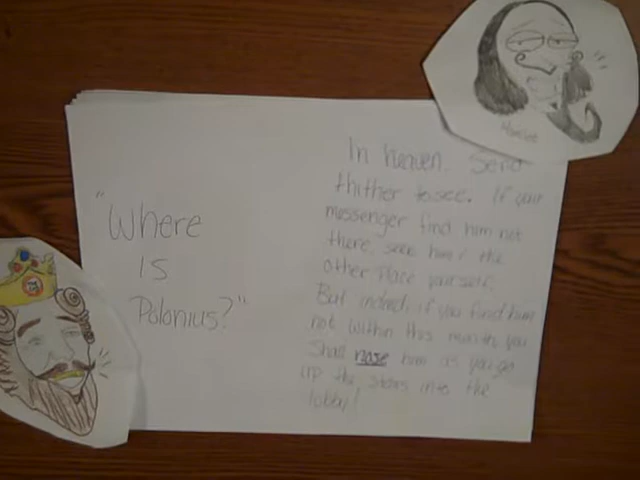 "Where
is
Polonius?"
In heaven. Send
thither to see. If your
messenger find him not
there, seek him i' the
other place yourself.
But indeed, if you find him
not within this month you
shall nose him as you go
up the stairs into the
lobby!
Hamlet